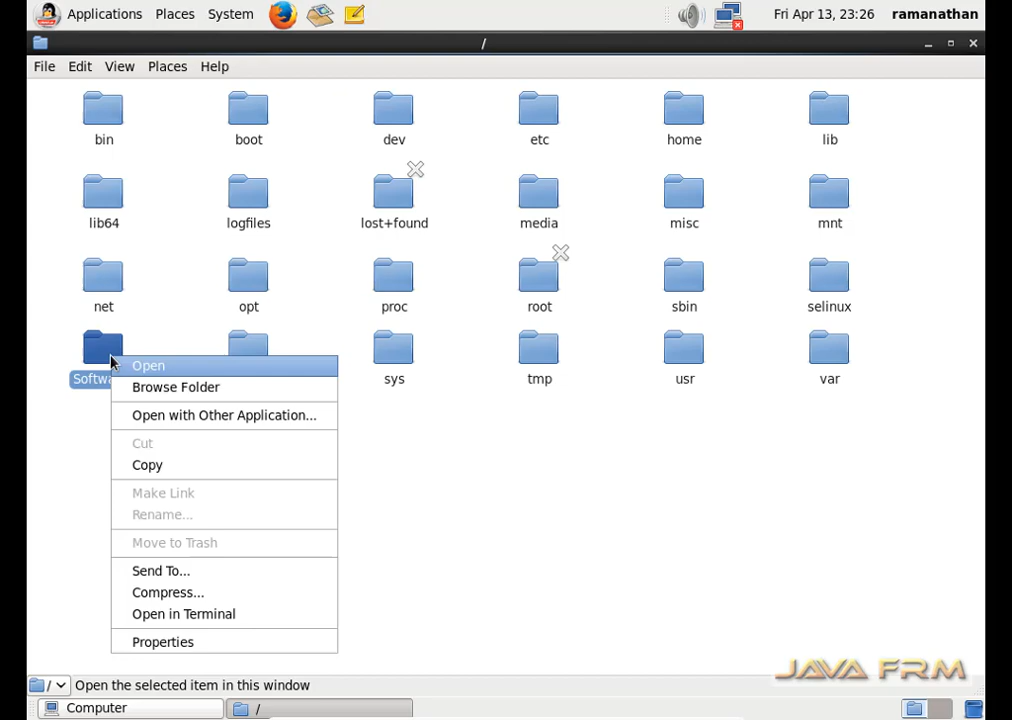 Applications Places System Fri Apr 13, 23:26 ramanathan
/
File Edit View Places Help
bin boot dev etc home lib
lib64 logfiles lost+found media misc mnt
net opt proc root sbin selinux
Softwa sys tmp usr var
Open
Browse Folder
Open with Other Application...
Cut
Copy
Make Link
Rename...
Move to Trash
Send To...
Compress...
Open in Terminal
Properties
JAVA FRM
/ Open the selected item in this window
Computer /